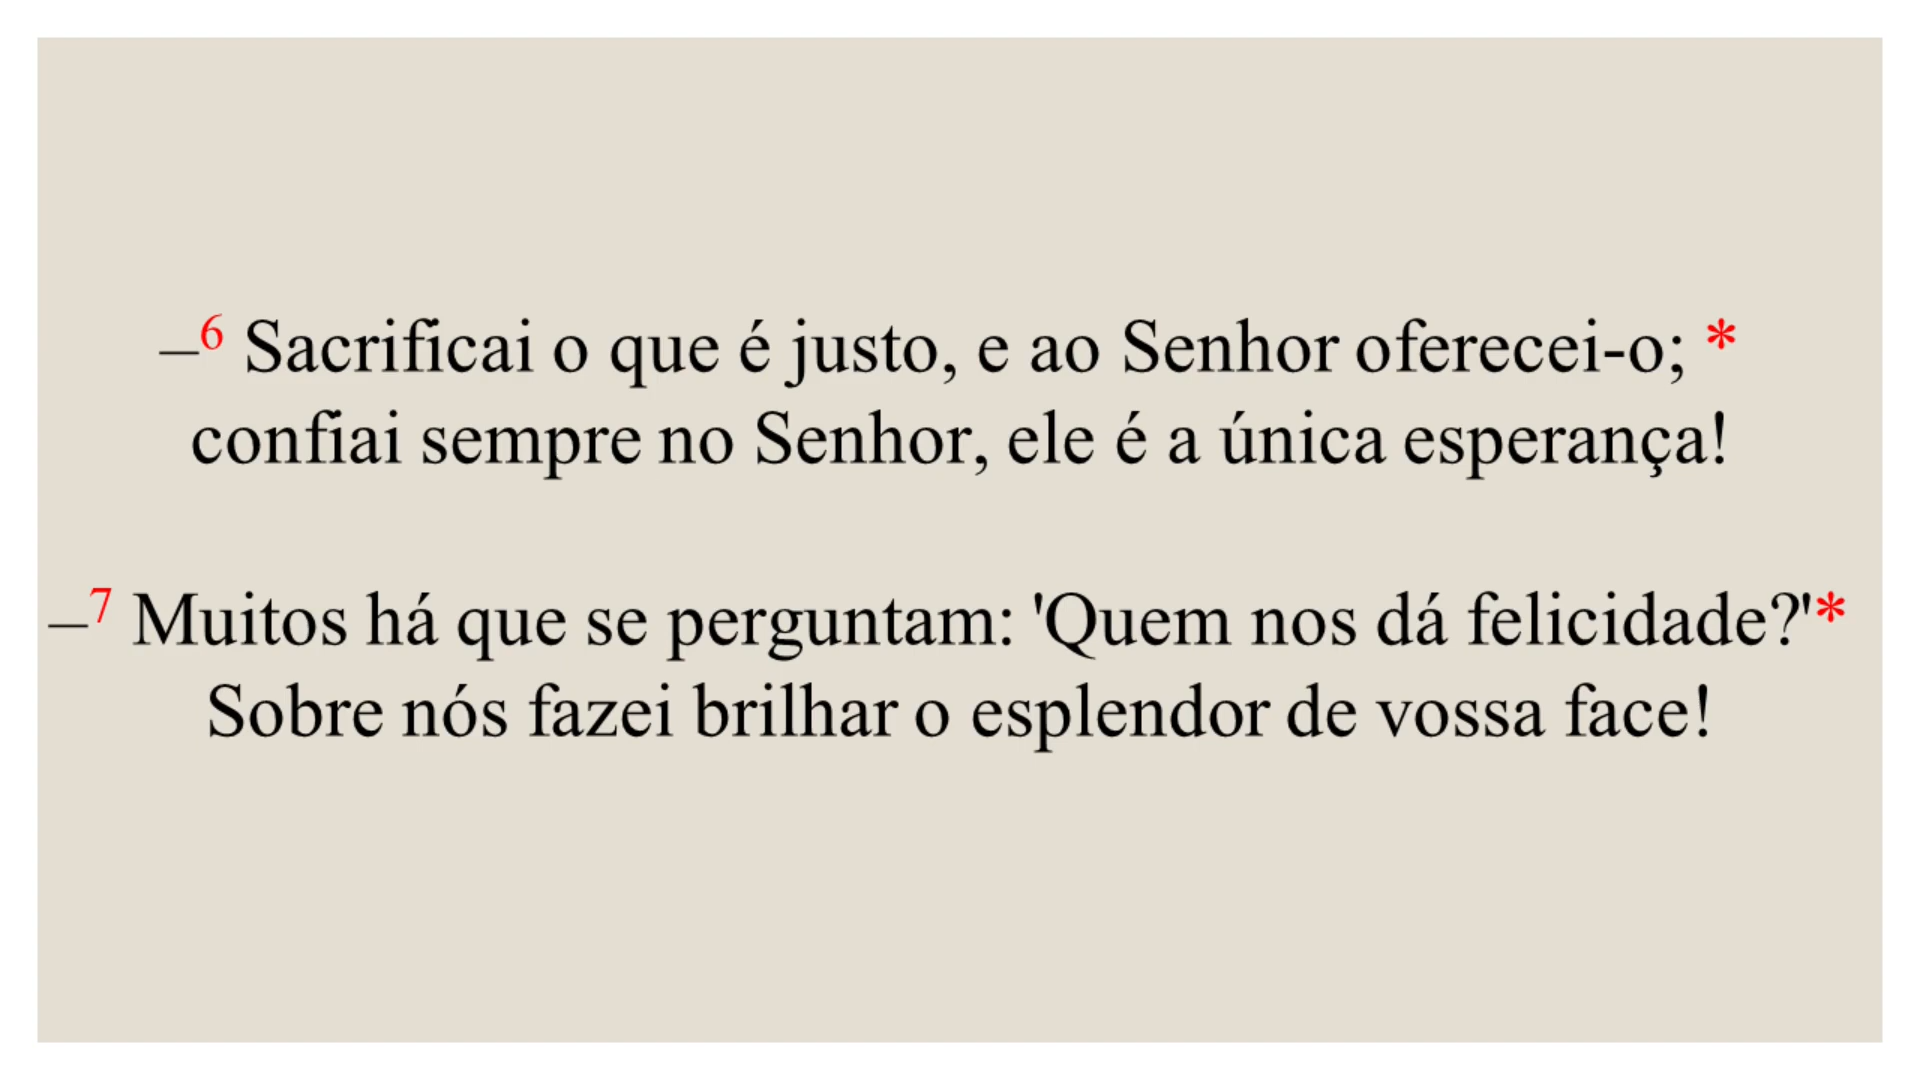 –6 Sacrificai o que é justo, e ao Senhor oferecei-o; *
confiai sempre no Senhor, ele é a única esperança!
–7 Muitos há que se perguntam: 'Quem nos dá felicidade?'*
Sobre nós fazei brilhar o esplendor de vossa face!